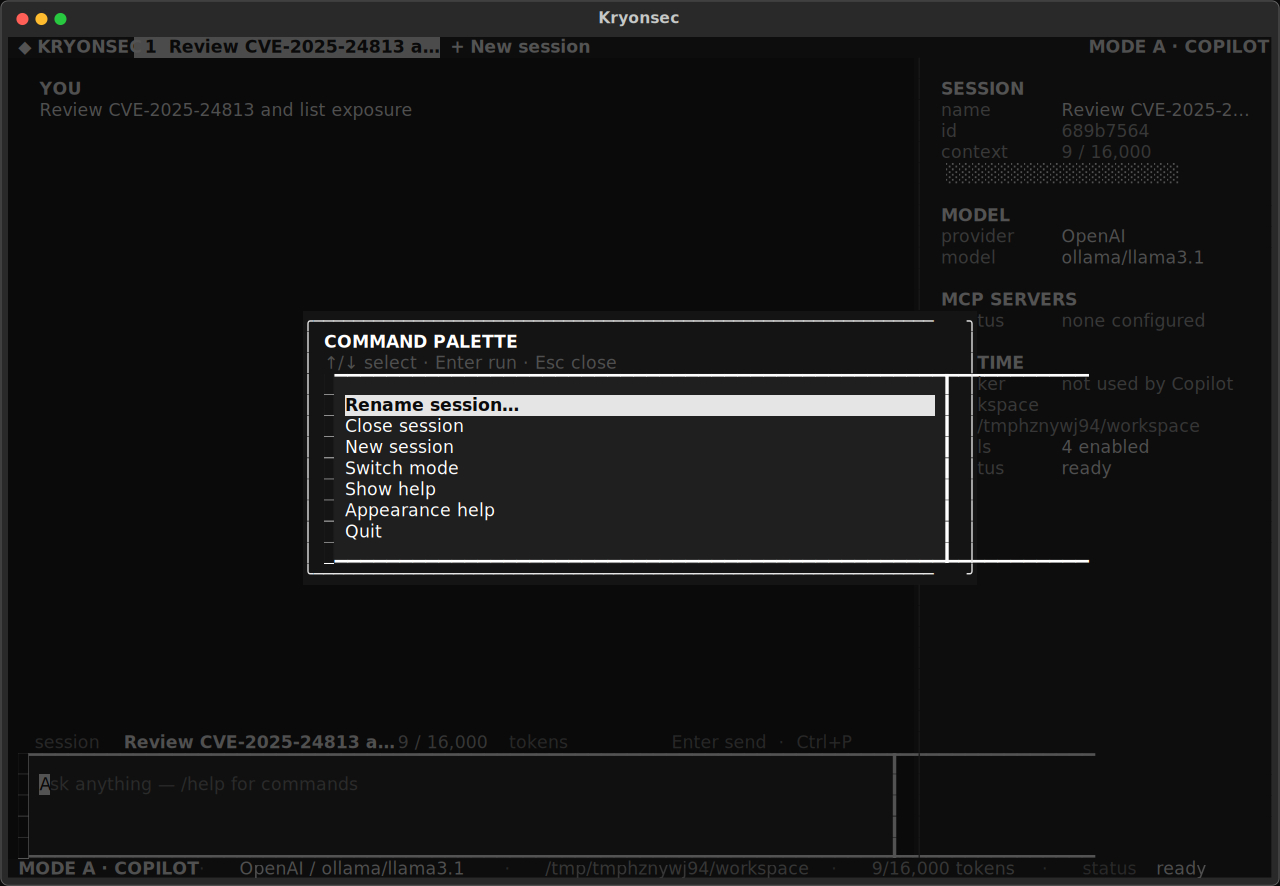 Kryonsec
◆ KRYONSEC 1 Review CVE-2025-24813 a… + New session MODE A · COPILOT
YOU
Review CVE-2025-24813 and list exposure
SESSION
name Review CVE-2025-2…
id 689b7564
context 9 / 16,000
MODEL
provider OpenAI
model ollama/llama3.1
MCP SERVERS
tus none configured
TIME
ker not used by Copilot
kspace
/tmphznywj94/workspace
ls 4 enabled
tus ready
COMMAND PALETTE
↑/↓ select · Enter run · Esc close
Rename session…
Close session
New session
Switch mode
Show help
Appearance help
Quit
session Review CVE-2025-24813 a… 9 / 16,000 tokens Enter send · Ctrl+P
Ask anything — /help for commands
MODE A · COPILOT · OpenAI / ollama/llama3.1 · /tmp/tmphznywj94/workspace · 9/16,000 tokens · status ready